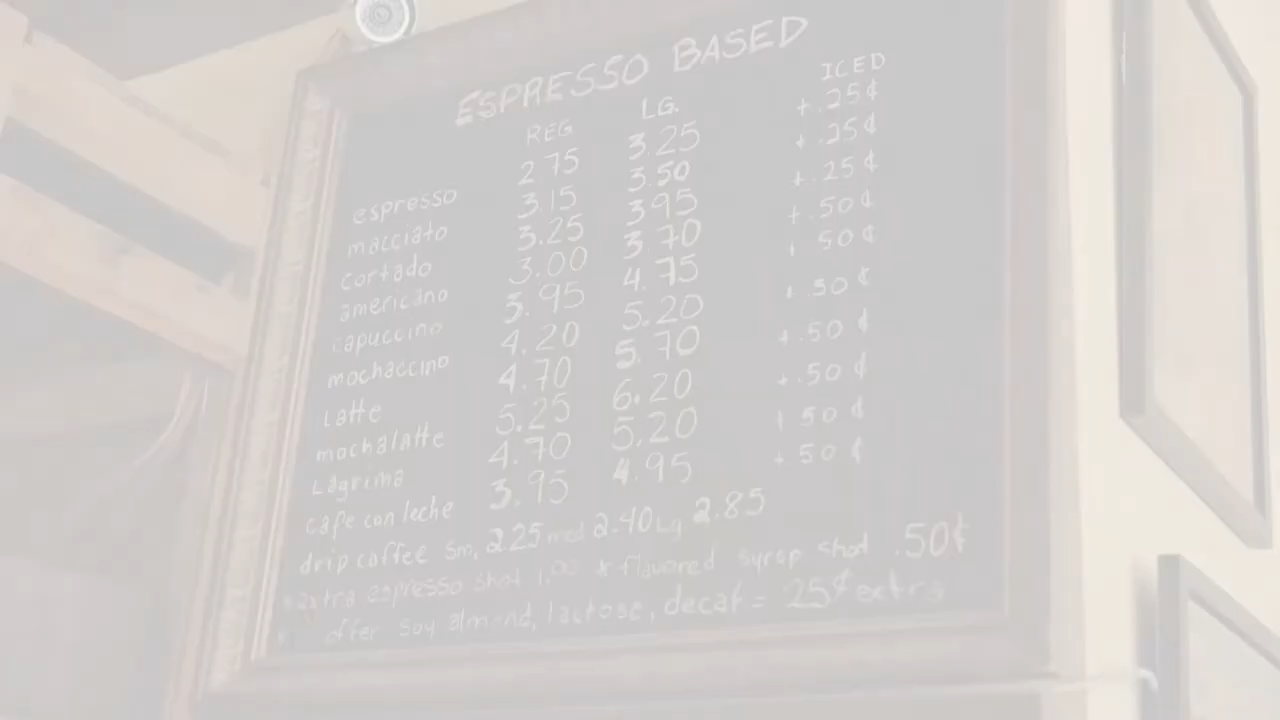 ESPRESSO BASED
REG LG. ICED
espresso 2.75 3.25 +.25¢
macciato 3.15 3.50 +.25¢
cortado 3.25 3.95 +.25¢
americano 3.00 3.70 +.50¢
capuccino 3.95 4.75 +.50¢
mochaccino 4.20 5.20 +.50¢
Latte 4.70 5.70 +.50¢
mochalatte 5.25 6.20 +.50¢
Lagrima 4.70 5.20 +.50¢
cafe con leche 3.95 4.95 +.50¢
drip coffee sm, 2.25 med 2.40 Lg 2.85
extra espresso shot 1.00 * flavored syrup shot .50¢
offer soy almond, lactose, decaf = 25¢ extra